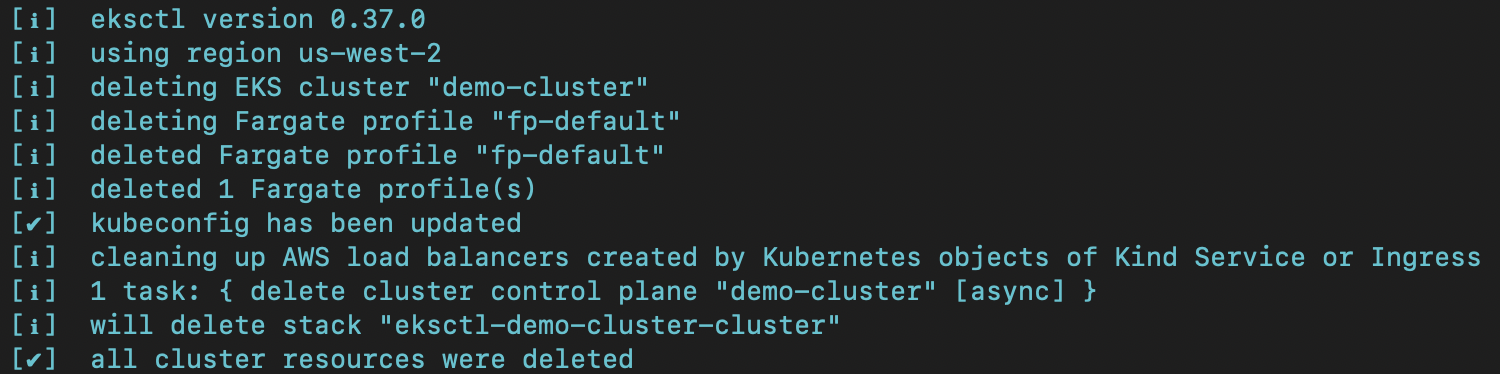 [ℹ]  eksctl version 0.37.0
[ℹ]  using region us-west-2
[ℹ]  deleting EKS cluster "demo-cluster"
[ℹ]  deleting Fargate profile "fp-default"
[ℹ]  deleted Fargate profile "fp-default"
[ℹ]  deleted 1 Fargate profile(s)
[✔]  kubeconfig has been updated
[ℹ]  cleaning up AWS load balancers created by Kubernetes objects of Kind Service or Ingress
[ℹ]  1 task: { delete cluster control plane "demo-cluster" [async] }
[ℹ]  will delete stack "eksctl-demo-cluster-cluster"
[✔]  all cluster resources were deleted